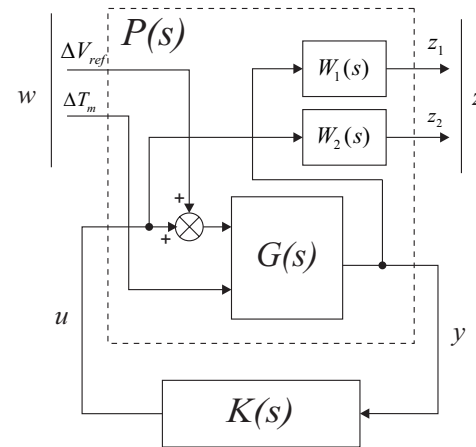 P(s)
ΔV_ref
W_1(s)
z_1
w
ΔT_m
z
W_2(s)
z_2
+
+
G(s)
u
y
K(s)